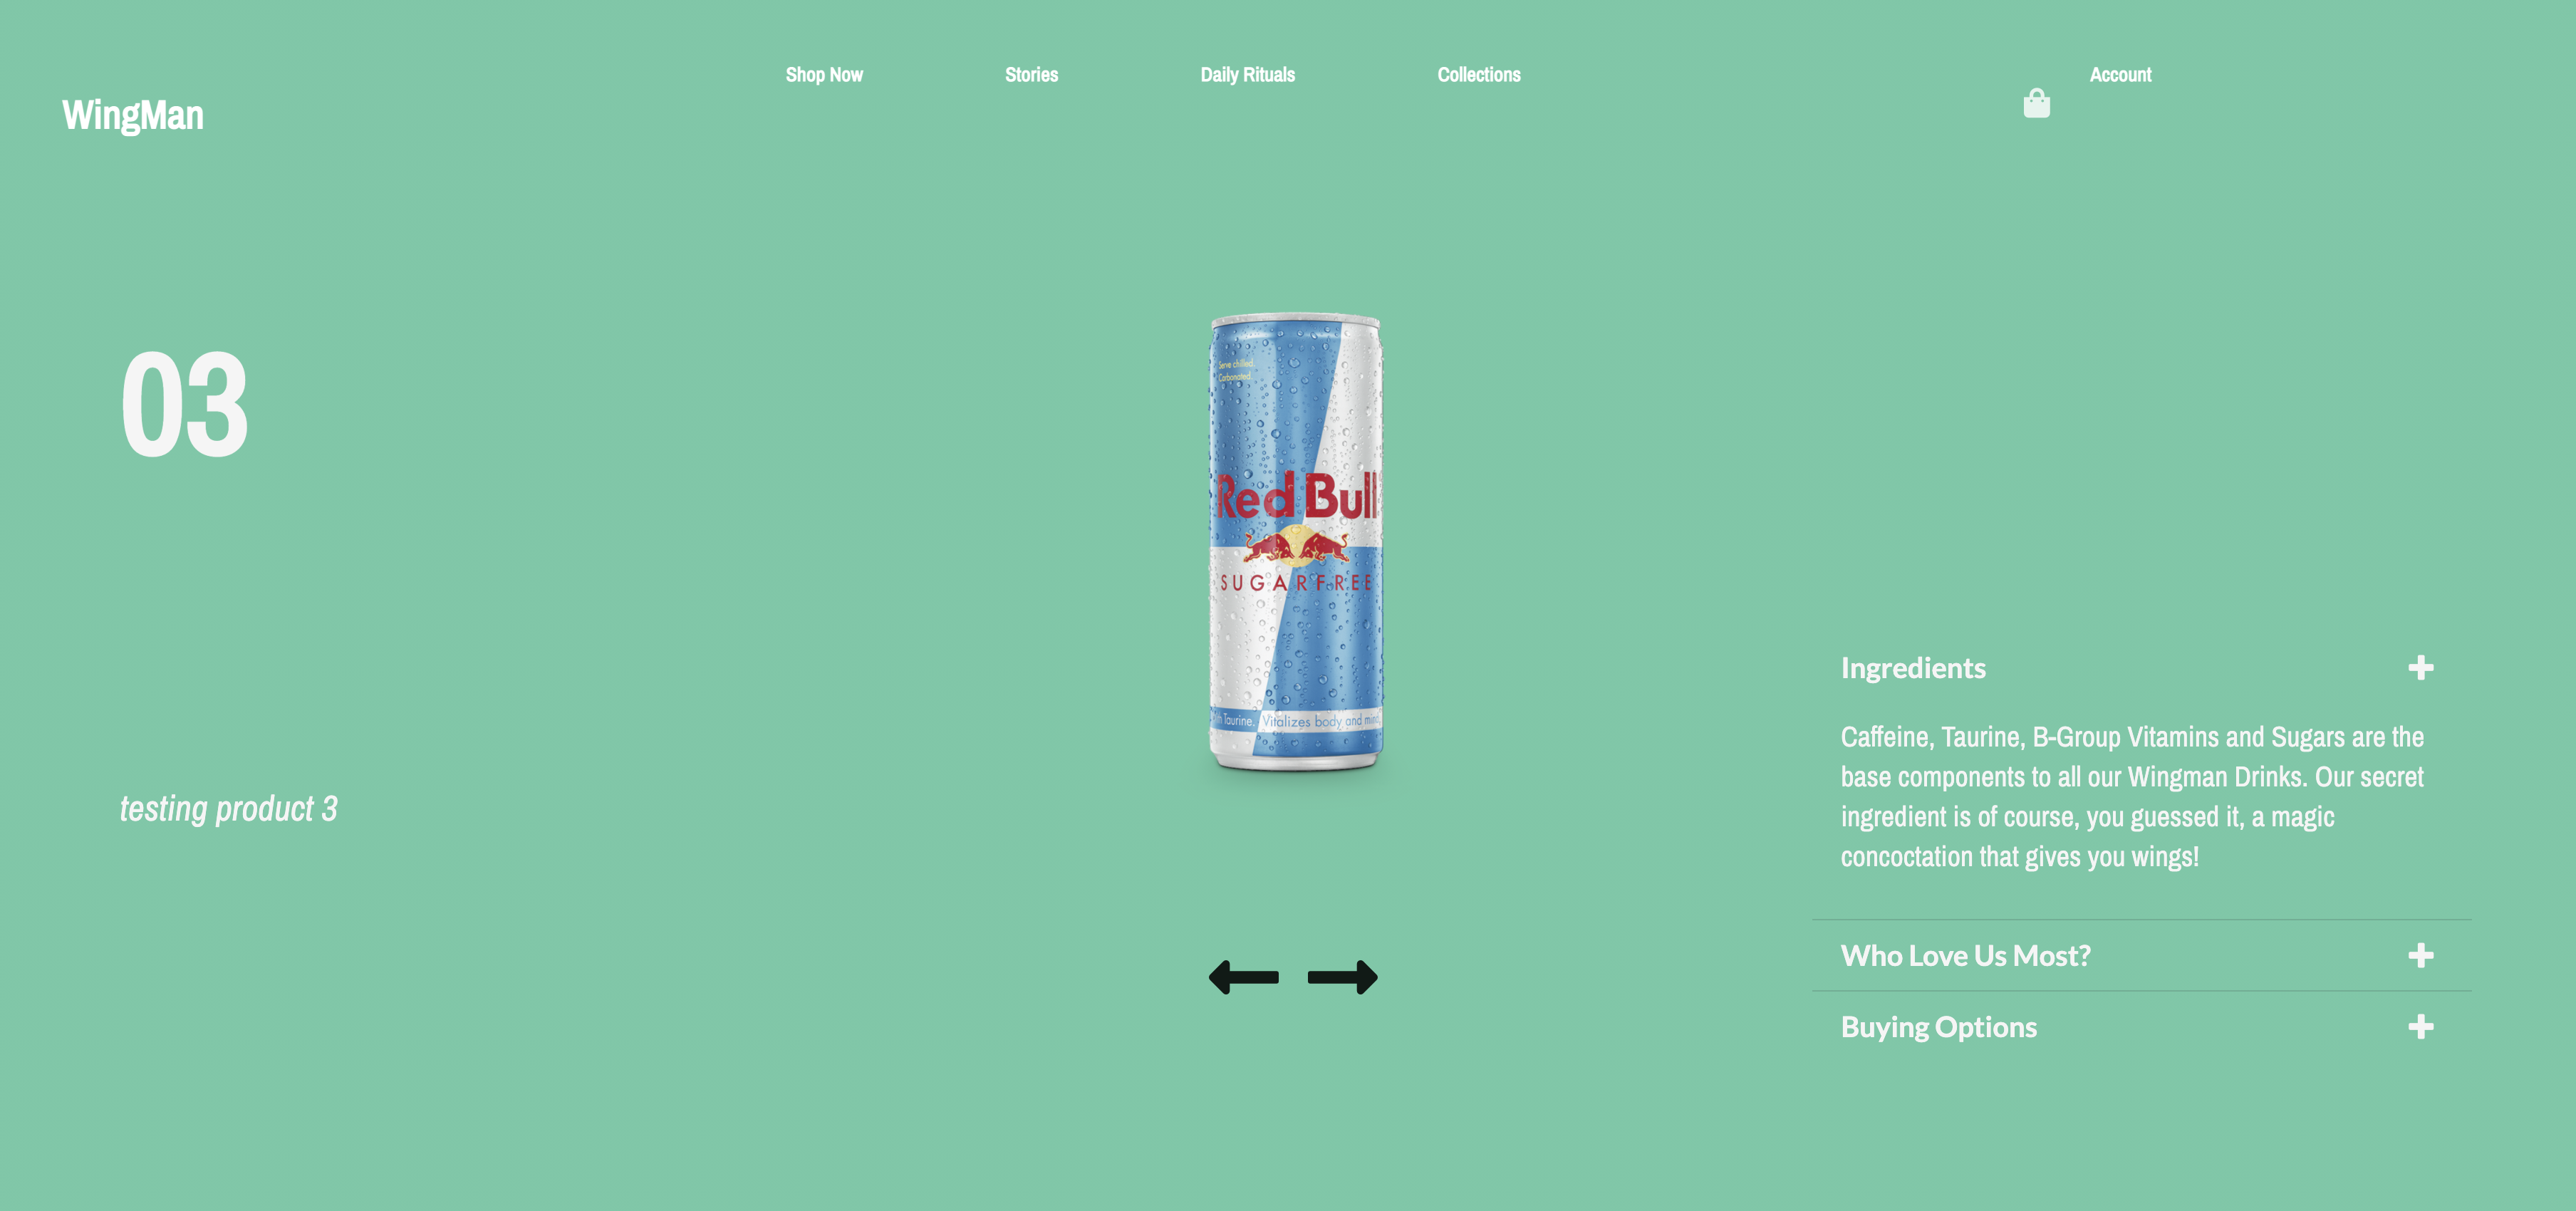 Shop Now
Stories
Daily Rituals
Collections
Account
WingMan
03
Serve chilled.
Carbonated.
Red Bull
SUGARFREE
Taurine. Vitalizes body and mind.
testing product 3
Ingredients
Caffeine, Taurine, B-Group Vitamins and Sugars are the
base components to all our Wingman Drinks. Our secret
ingredient is of course, you guessed it, a magic
concoctation that gives you wings!
Who Love Us Most?
Buying Options